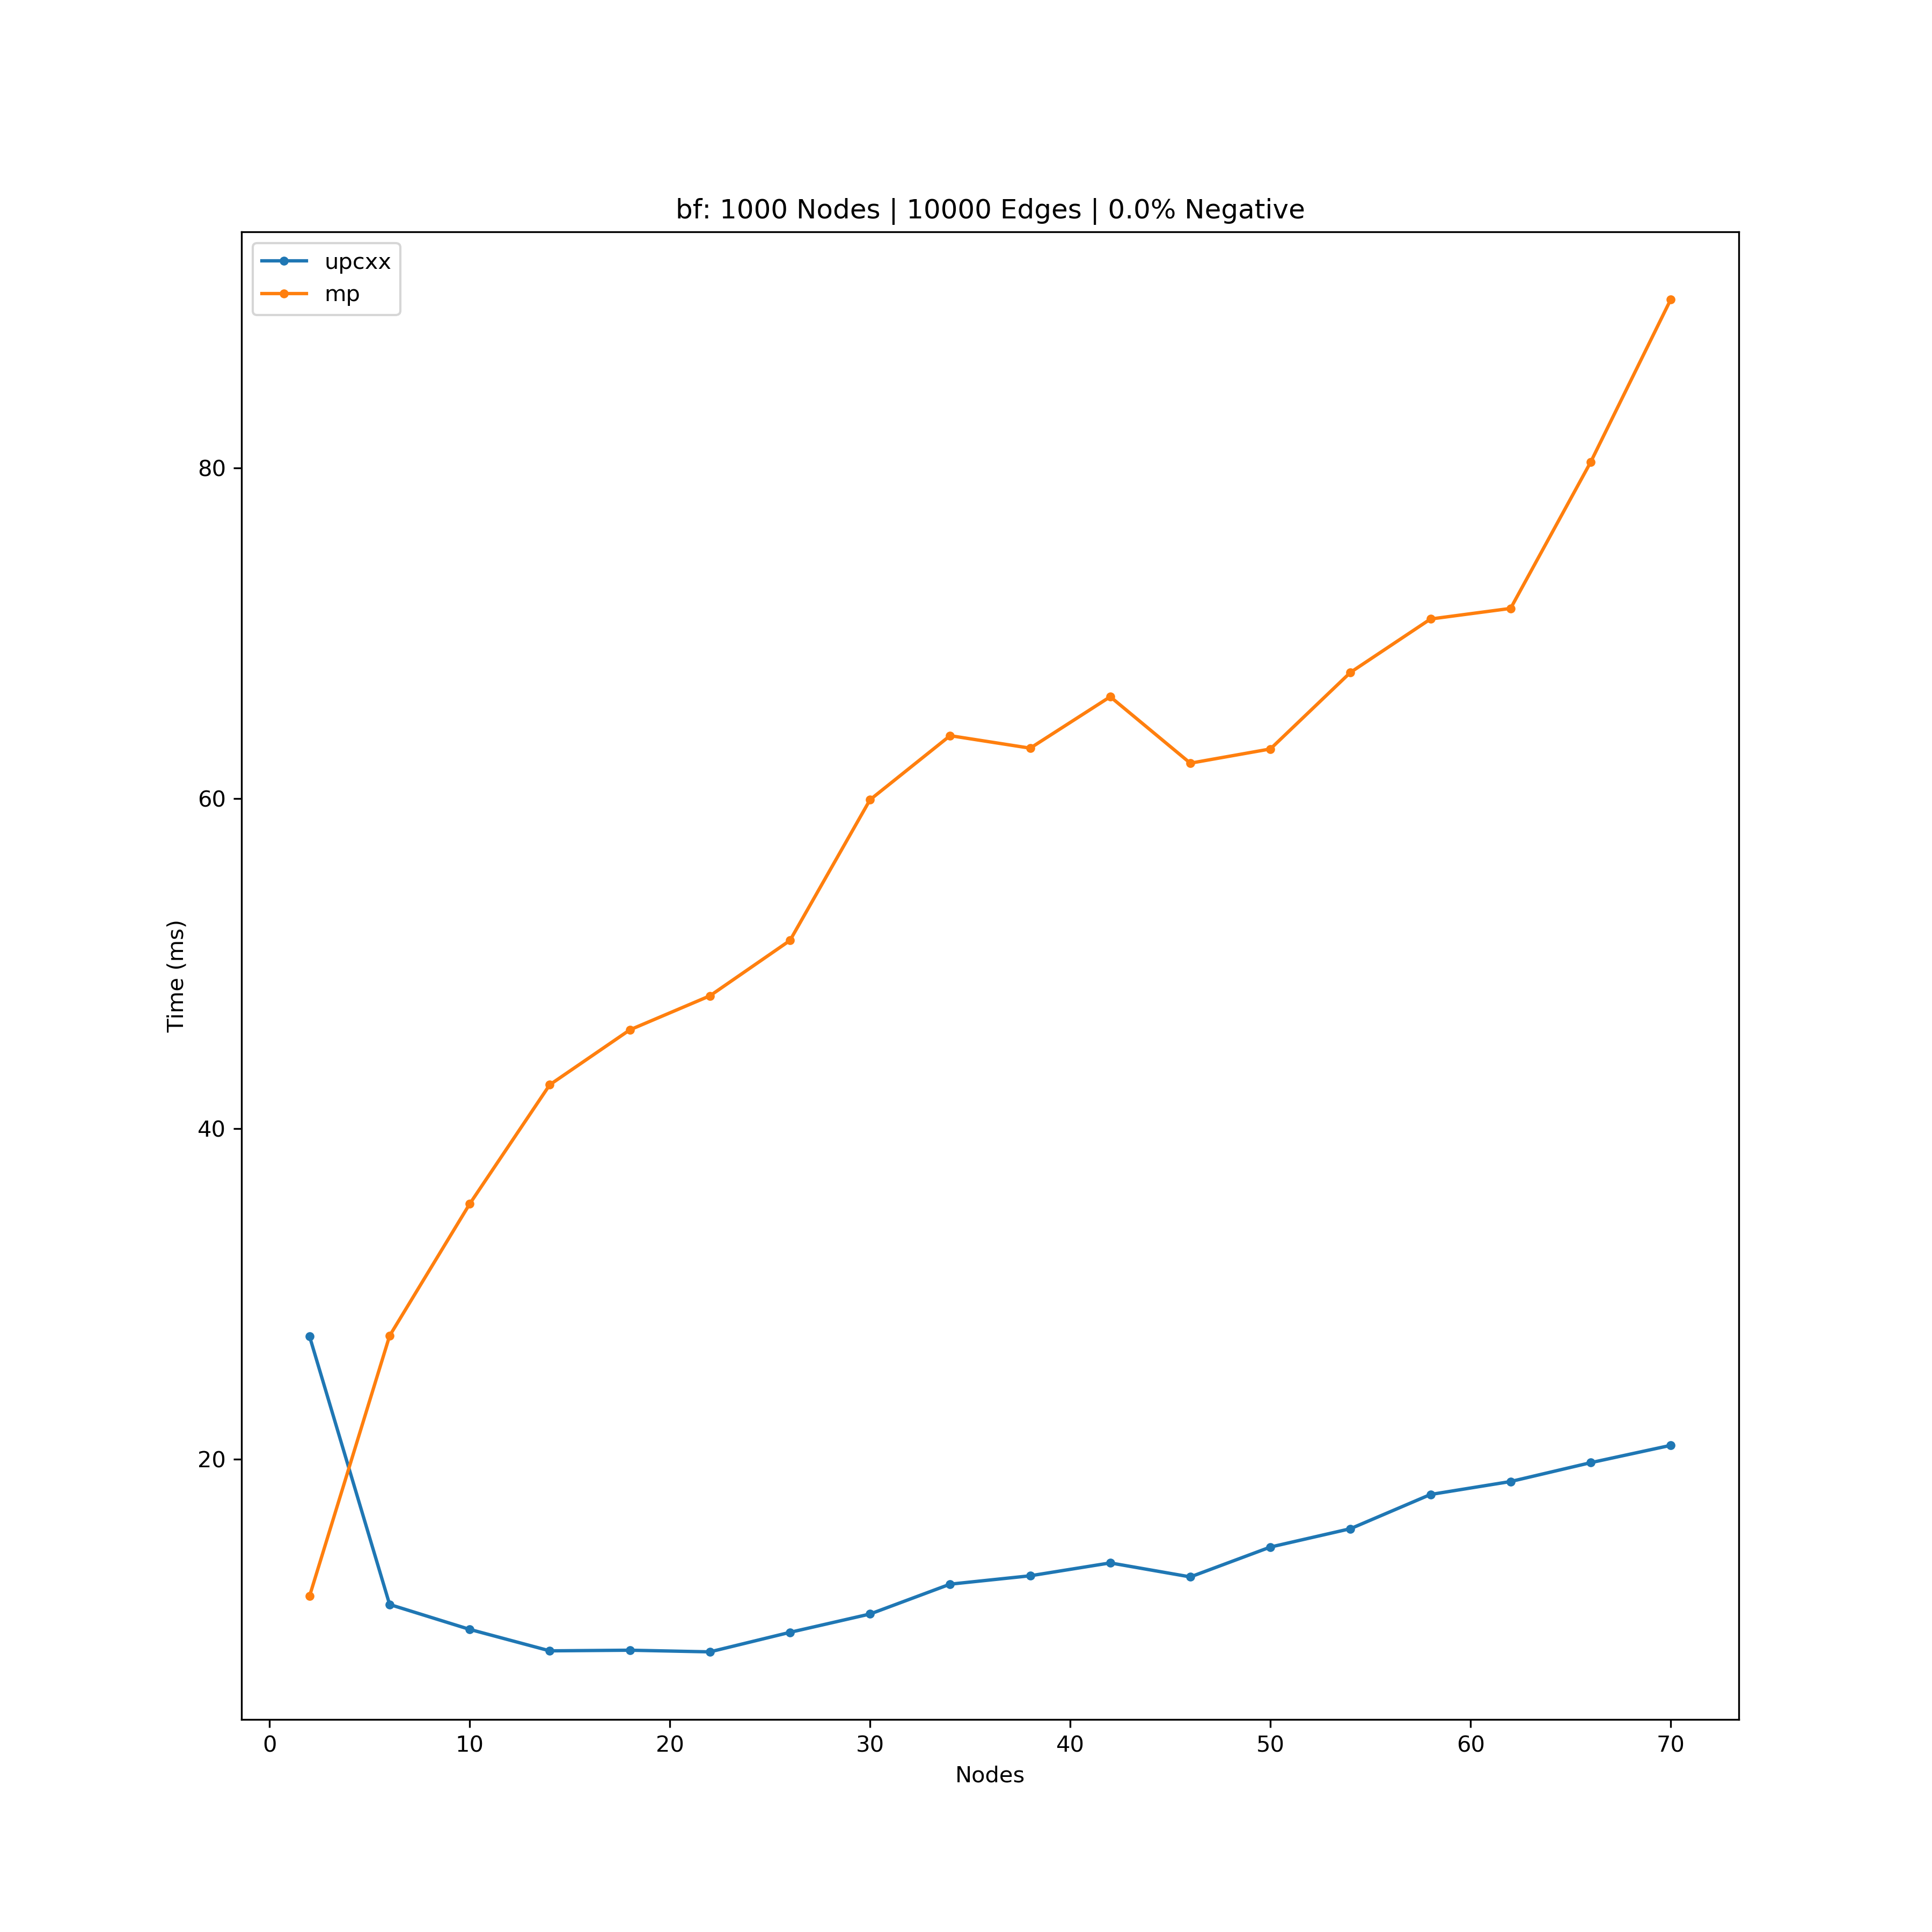 bf: 1000 Nodes | 10000 Edges | 0.0% Negative
upcxx
mp
80
60
40
20
Time (ms)
0 10 20 30 40 50 60 70
Nodes